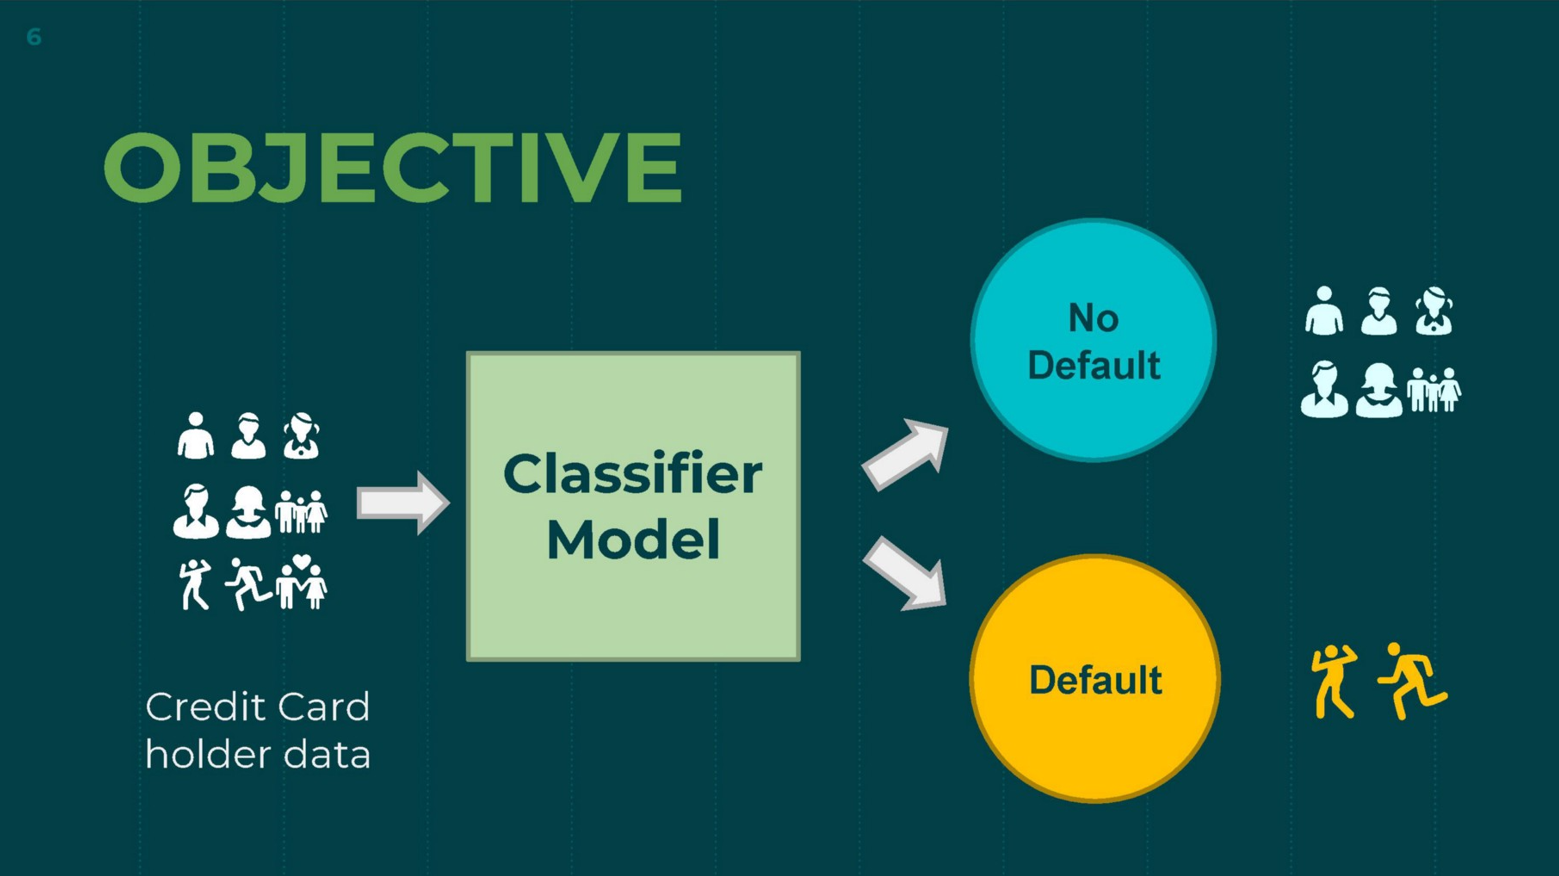 6
OBJECTIVE
Credit Card
holder data
Classifier
Model
No
Default
Default